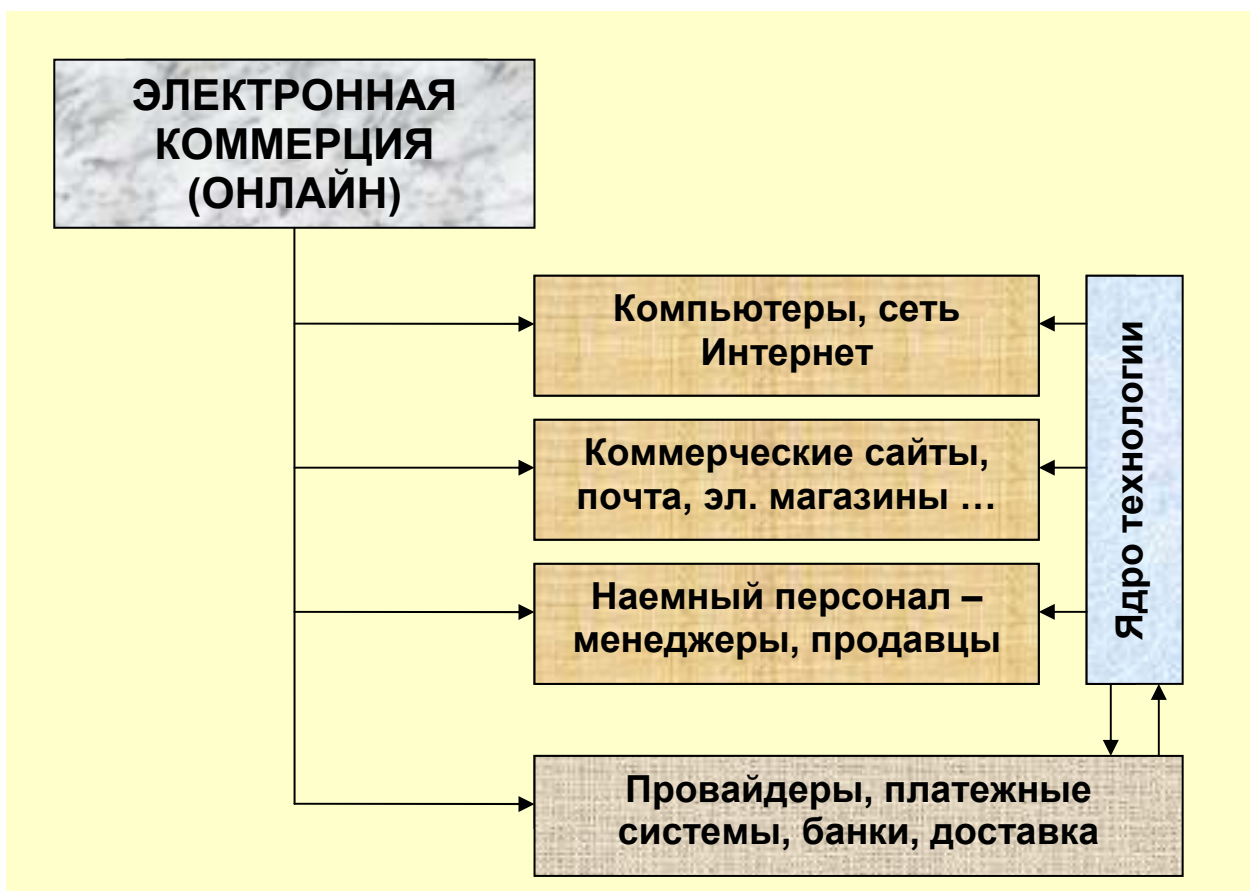 ЭЛЕКТРОННАЯ
КОММЕРЦИЯ
(ОНЛАЙН)
Компьютеры, сеть
Интернет
Коммерческие сайты,
почта, эл. магазины …
Наемный персонал –
менеджеры, продавцы
Ядро технологии
Провайдеры, платежные
системы, банки, доставка